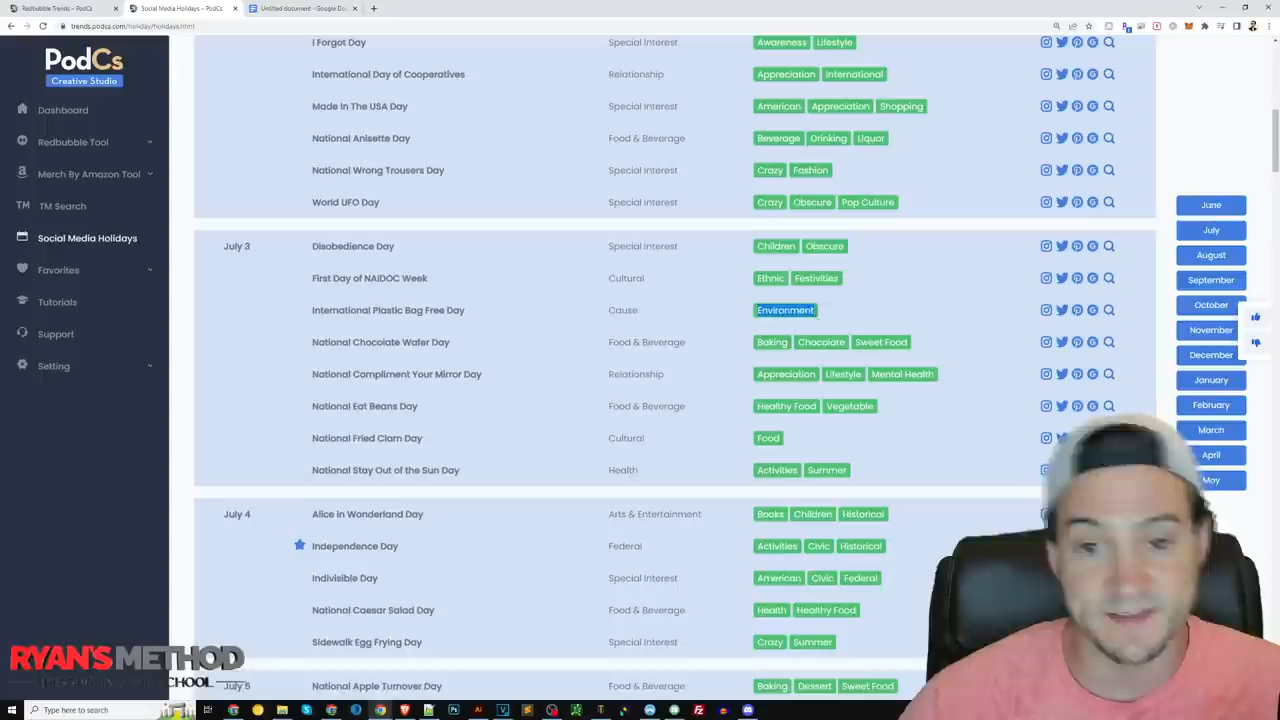 Redbubble Trends – PodCs
Social Media Holidays – PodCs
Untitled document - Google Do
trends.podcs.com/holiday/holidays.html
PodCs
Creative Studio
Dashboard
Redbubble Tool
Merch By Amazon Tool
TM TM Search
Social Media Holidays
Favorites
Tutorials
Support
Setting
I Forgot Day Special Interest Awareness Lifestyle
International Day of Cooperatives Relationship Appreciation International
Made In The USA Day Special Interest American Appreciation Shopping
National Anisette Day Food & Beverage Beverage Drinking Liquor
National Wrong Trousers Day Special Interest Crazy Fashion
World UFO Day Special Interest Crazy Obscure Pop Culture
July 3 Disobedience Day Special Interest Children Obscure
First Day of NAIDOC Week Cultural Ethnic Festivities
International Plastic Bag Free Day Cause Environment
National Chocolate Wafer Day Food & Beverage Baking Chocolate Sweet Food
National Compliment Your Mirror Day Relationship Appreciation Lifestyle Mental Health
National Eat Beans Day Food & Beverage Healthy Food Vegetable
National Fried Clam Day Cultural Food
National Stay Out of the Sun Day Health Activities Summer
July 4 Alice in Wonderland Day Arts & Entertainment Books Children Historical
Independence Day Federal Activities Civic Historical
Indivisible Day Special Interest American Civic Federal
National Caesar Salad Day Food & Beverage Health Healthy Food
Sidewalk Egg Frying Day Special Interest Crazy Summer
July 5 National Apple Turnover Day Food & Beverage Baking Dessert Sweet Food
June
July
August
September
October
November
December
January
February
March
April
May
RYAN'S METHOD
Type here to search